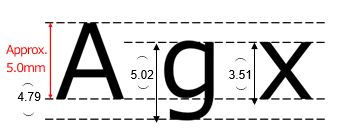 Approx.
5.0mm
(4.79)
A g x
(5.02)
(3.51)